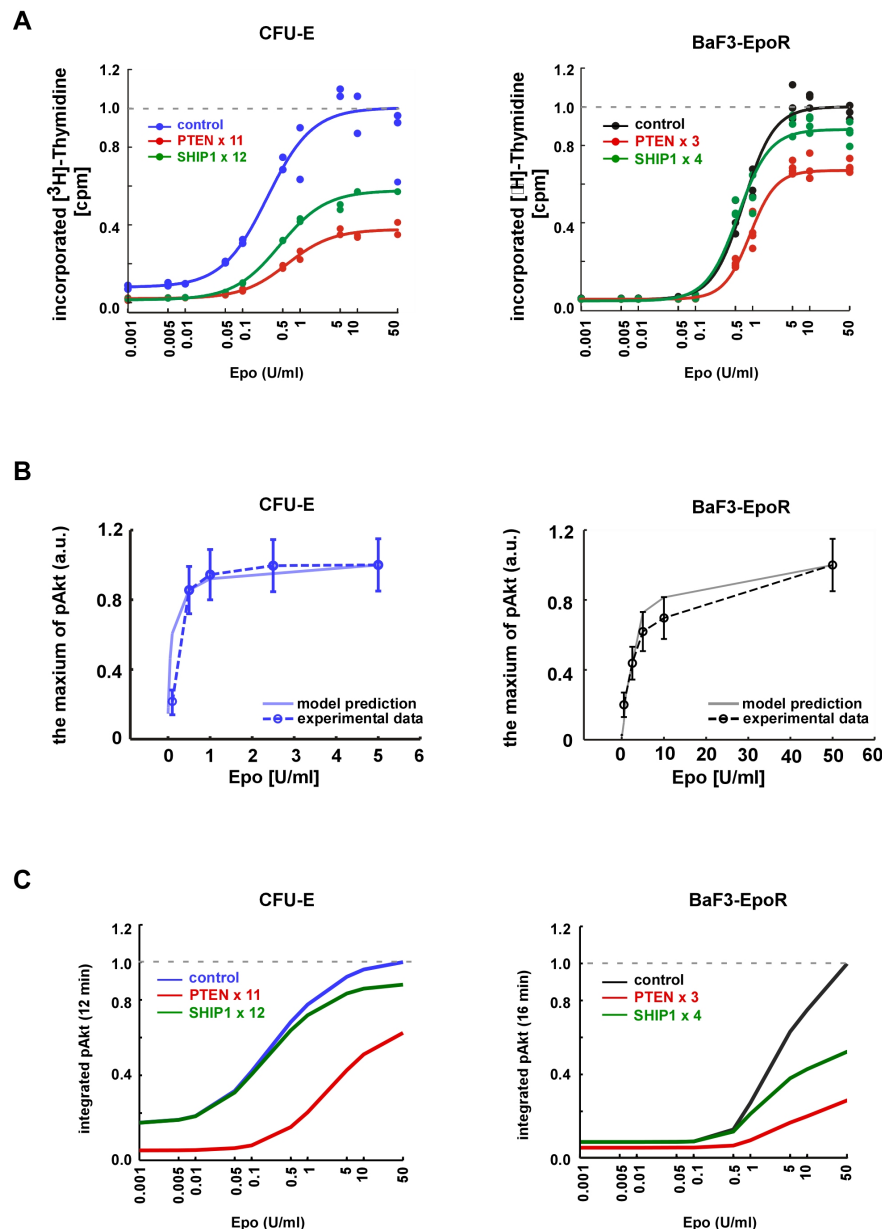 A
CFU-E
BaF3-EpoR
incorporated [³H]-Thymidine
[cpm]
1.2
1.0
0.8
0.4
0.0
control
PTEN x 11
SHIP1 x 12
0.001
0.005
0.01
0.05
0.1
0.5
1
5
10
50
Epo (U/ml)
incorporated [□H]-Thymidine
[cpm]
1.2
1.0
0.8
0.4
0.0
control
PTEN x 3
SHIP1 x 4
0.001
0.005
0.01
0.05
0.1
0.5
1
5
10
50
Epo (U/ml)
B
CFU-E
BaF3-EpoR
the maxium of pAkt (a.u.)
1.2
0.8
0.4
0
model prediction
experimental data
0 1 2 3 4 5 6
Epo [U/ml]
the maxium of pAkt (a.u.)
1.2
0.8
0.4
0
model prediction
experimental data
0 10 20 30 40 50 60
Epo [U/ml]
C
CFU-E
BaF3-EpoR
integrated pAkt (12 min)
1.2
1.0
0.8
0.4
0.0
control
PTEN x 11
SHIP1 x 12
0.001
0.005
0.01
0.05
0.1
0.5
1
5
10
50
Epo (U/ml)
integrated pAkt (16 min)
1.2
1.0
0.8
0.4
0.0
control
PTEN x 3
SHIP1 x 4
0.001
0.005
0.01
0.05
0.1
0.5
1
5
10
50
Epo (U/ml)